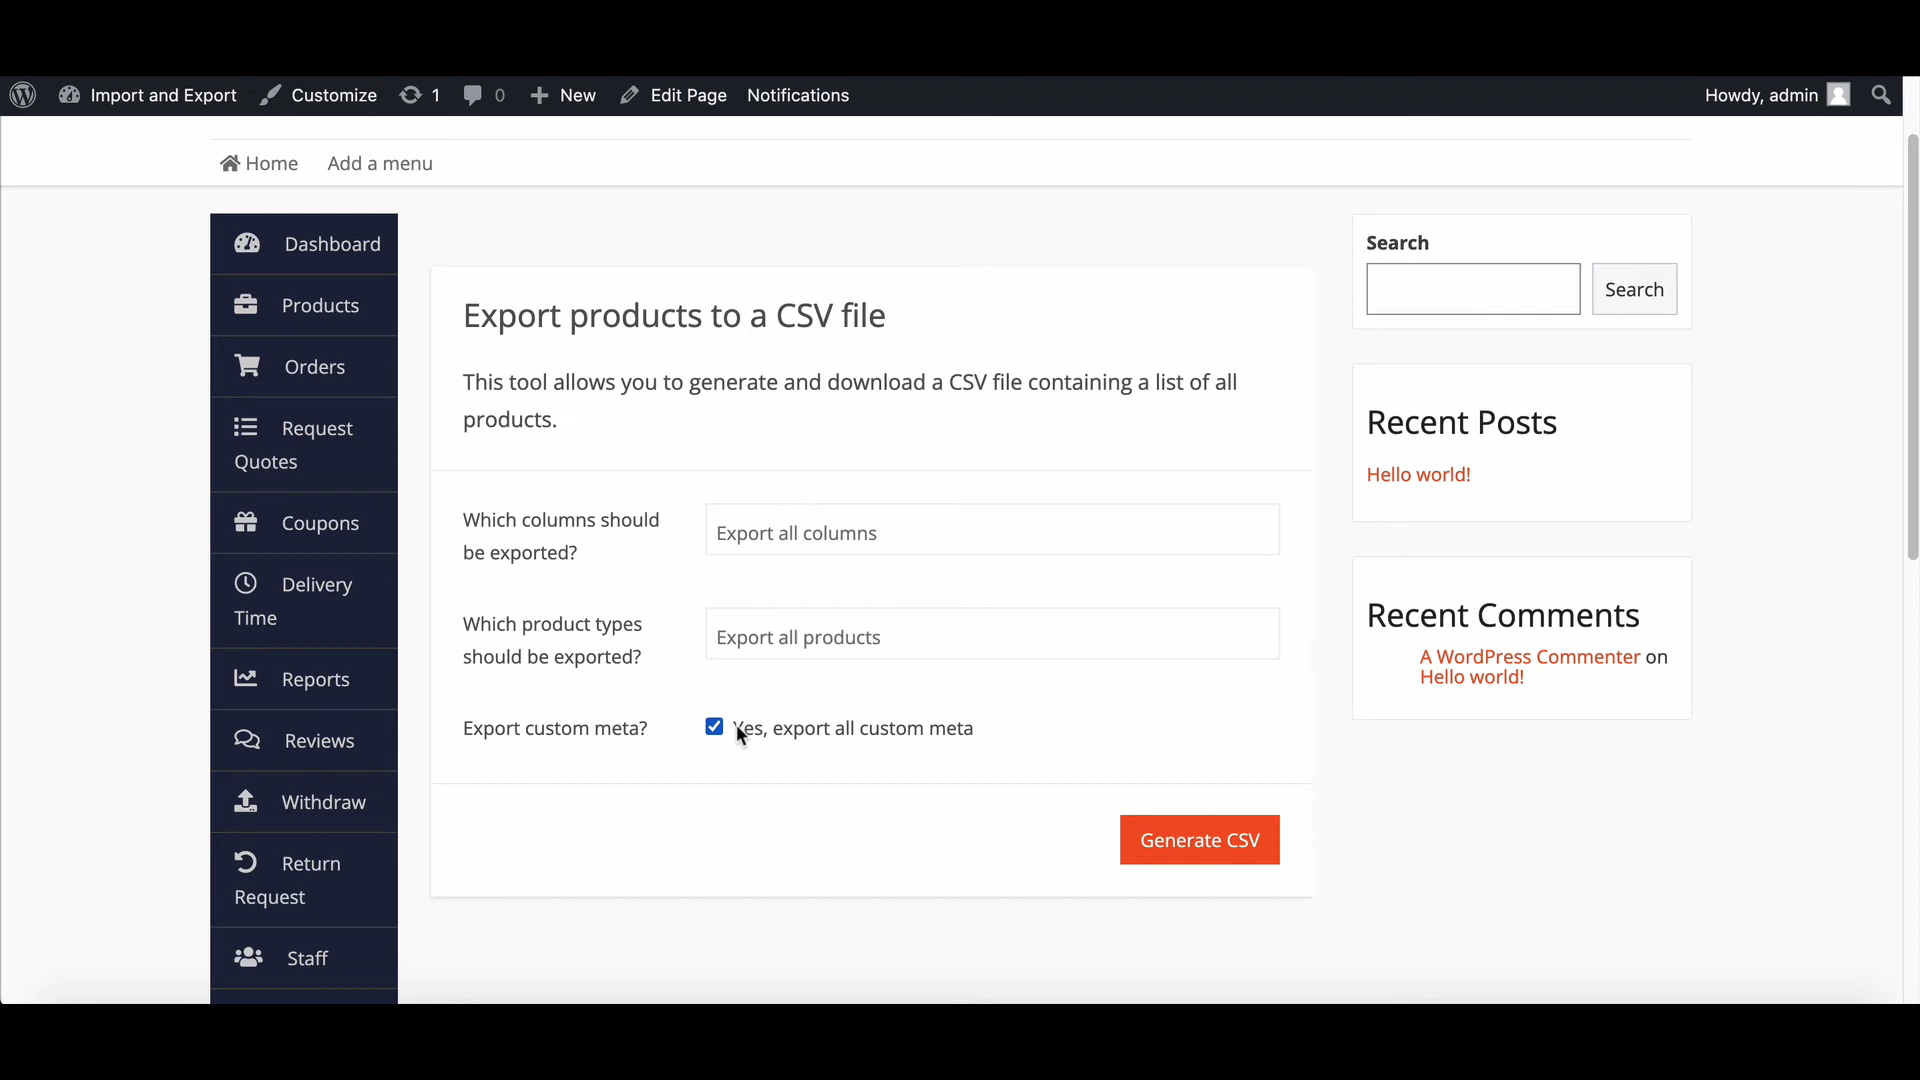 Import and Export Customize 1 0 New Edit Page Notifications Howdy, admin
Home Add a menu
Dashboard
Products
Orders
Request
Quotes
Coupons
Delivery
Time
Reports
Reviews
Withdraw
Return
Request
Staff
Export products to a CSV file
This tool allows you to generate and download a CSV file containing a list of all
products.
Which columns should
be exported?
Export all columns
Which product types
should be exported?
Export all products
Export custom meta?
Yes, export all custom meta
Generate CSV
Search
Search
Recent Posts
Hello world!
Recent Comments
A WordPress Commenter on
Hello world!